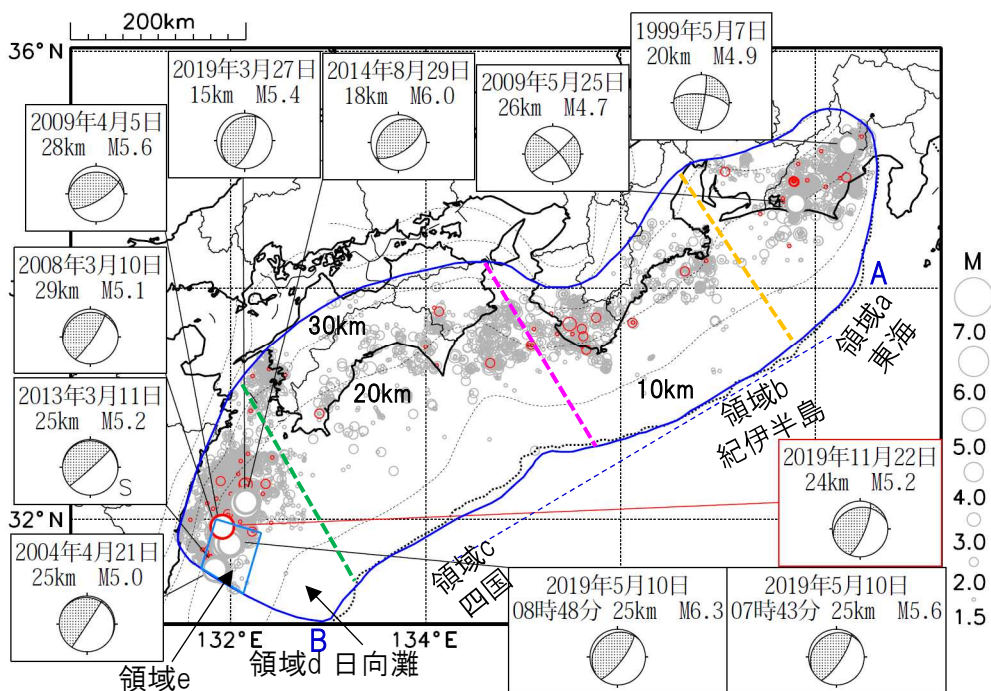 200km
36°N
1999年5月7日
20km M4.9
2019年3月27日
15km M5.4
2014年8月29日
18km M6.0
2009年5月25日
26km M4.7
2009年4月5日
28km M5.6
2008年3月10日
29km M5.1
2013年3月11日
25km M5.2
S
2004年4月21日
25km M5.0
30km
20km
10km
A
領域a
東海
領域b
紀伊半島
領域c
四国
2019年11月22日
24km M5.2
32°N
2019年5月10日
08時48分 25km M6.3
2019年5月10日
07時43分 25km M5.6
132°E
134°E
B
領域e
領域d 日向灘
M
7.0
6.0
5.0
4.0
3.0
2.0
1.5